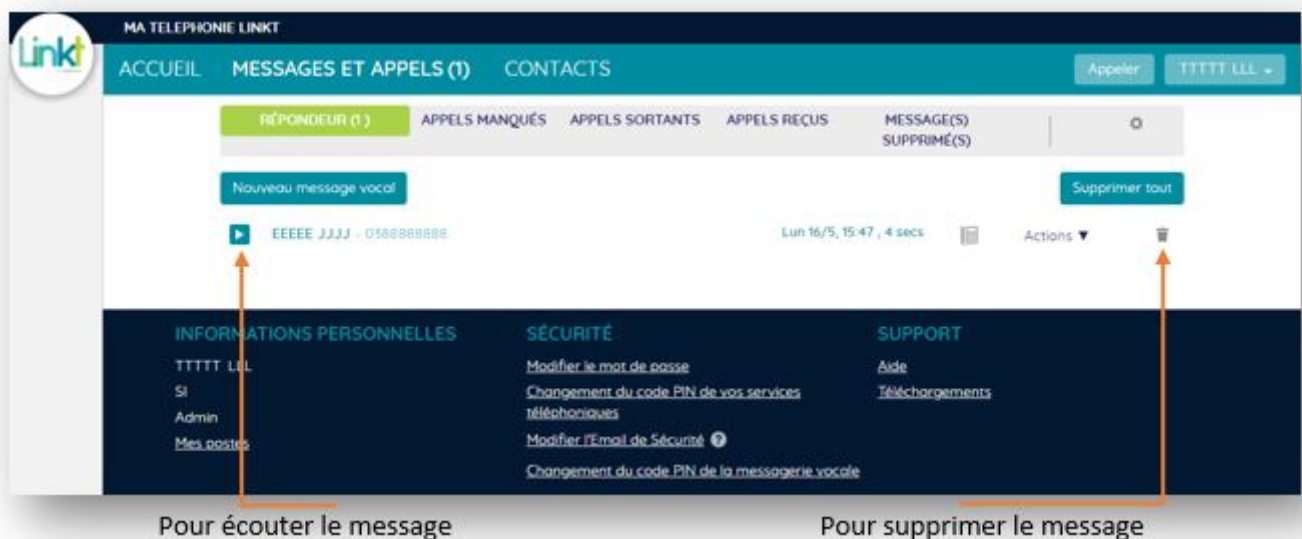 Linkt
MA TELEPHONIE LINKT
ACCUEIL MESSAGES ET APPELS (1) CONTACTS Appeler TTTTT LLL
RÉPONDEUR (1) APPELS MANQUÉS APPELS SORTANTS APPELS REÇUS MESSAGE(S)
SUPPRIMÉ(S)
Nouveau message vocal Supprimer tout
EEEEE JJJJ - 0388888888 Lun 16/5, 15:47 , 4 secs Actions ▼
INFORMATIONS PERSONNELLES SÉCURITÉ SUPPORT
TTTTT LLL Modifier le mot de passe Aide
SI Changement du code PIN de vos services Téléchargements
Admin téléphoniques
Mes postes Modifier l'Email de Sécurité ?
Changement du code PIN de la messagerie vocale
Pour écouter le message Pour supprimer le message